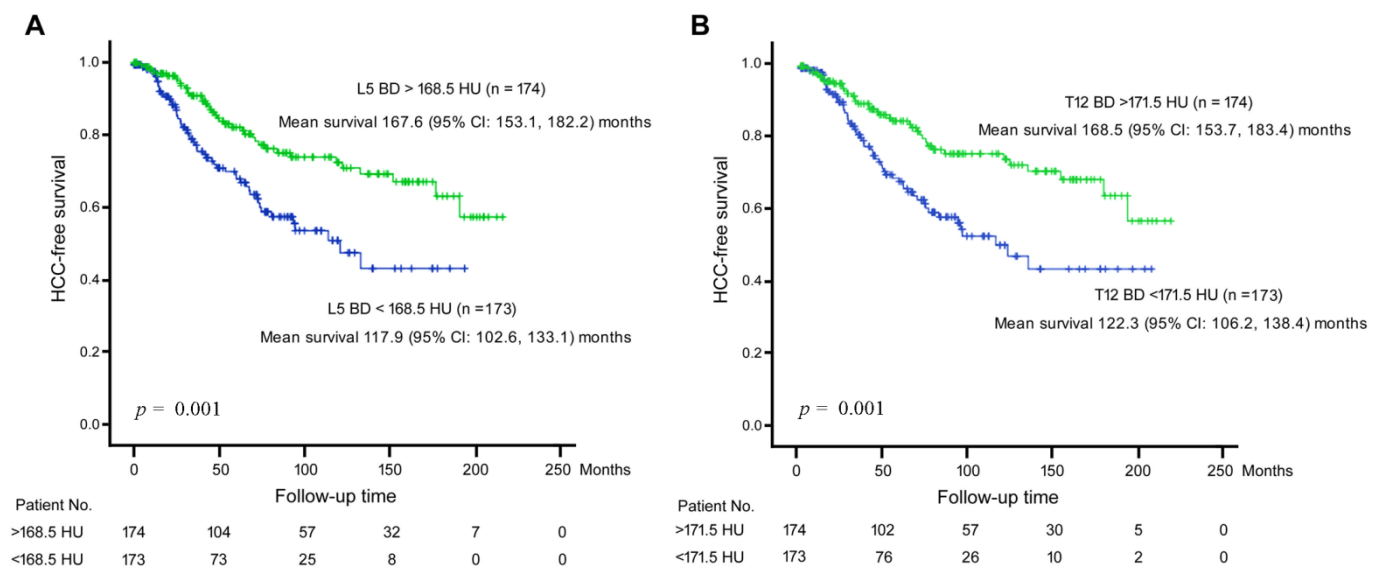 A
HCC-free survival
1.0
0.8
0.6
0.4
0.2
0.0
L5 BD > 168.5 HU (n = 174)
Mean survival 167.6 (95% CI: 153.1, 182.2) months
L5 BD < 168.5 HU (n =173)
Mean survival 117.9 (95% CI: 102.6, 133.1) months
p = 0.001
0 50 100 150 200 250 Months
Follow-up time
Patient No.
>168.5 HU 174 104 57 32 7 0
<168.5 HU 173 73 25 8 0 0
B
HCC-free survival
1.0
0.8
0.6
0.4
0.2
0.0
T12 BD >171.5 HU (n = 174)
Mean survival 168.5 (95% CI: 153.7, 183.4) months
T12 BD <171.5 HU (n =173)
Mean survival 122.3 (95% CI: 106.2, 138.4) months
p = 0.001
0 50 100 150 200 250 Months
Follow-up time
Patient No.
>171.5 HU 174 102 57 30 5 0
<171.5 HU 173 76 26 10 2 0